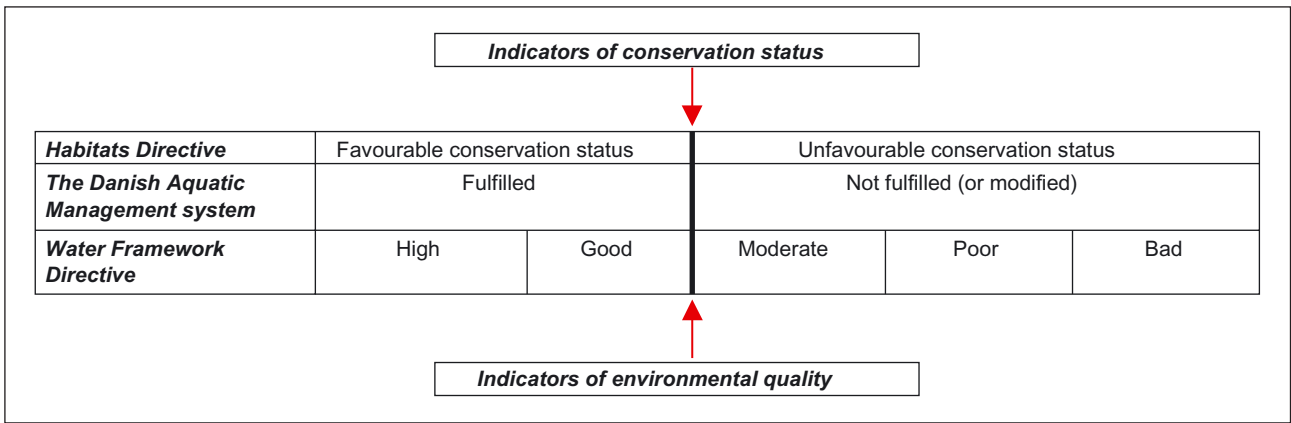 Indicators of conservation status
Habitats Directive Favourable conservation status Unfavourable conservation status
The Danish Aquatic Fulfilled Not fulfilled (or modified)
Management system
Water Framework High Good Moderate Poor Bad
Directive
Indicators of environmental quality